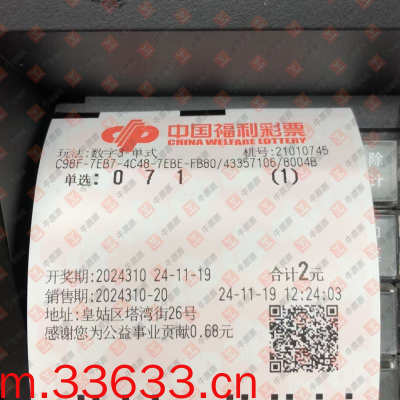 中国福利彩票
CHINA WELFARE LOTTERY
玩法:数字3-单式 机号:21010745
C9BF-7EB7-4C48-7EBE-FB80/43357106/8004B
单选: 0 7 1 (1)
除
计
开奖期:2024310 24-11-19 合计2元
销售期:2024310-20 24-11-19 12:24:03
地址:皇姑区塔湾街26号
感谢您为公益事业贡献0.68元
m.33633.cn